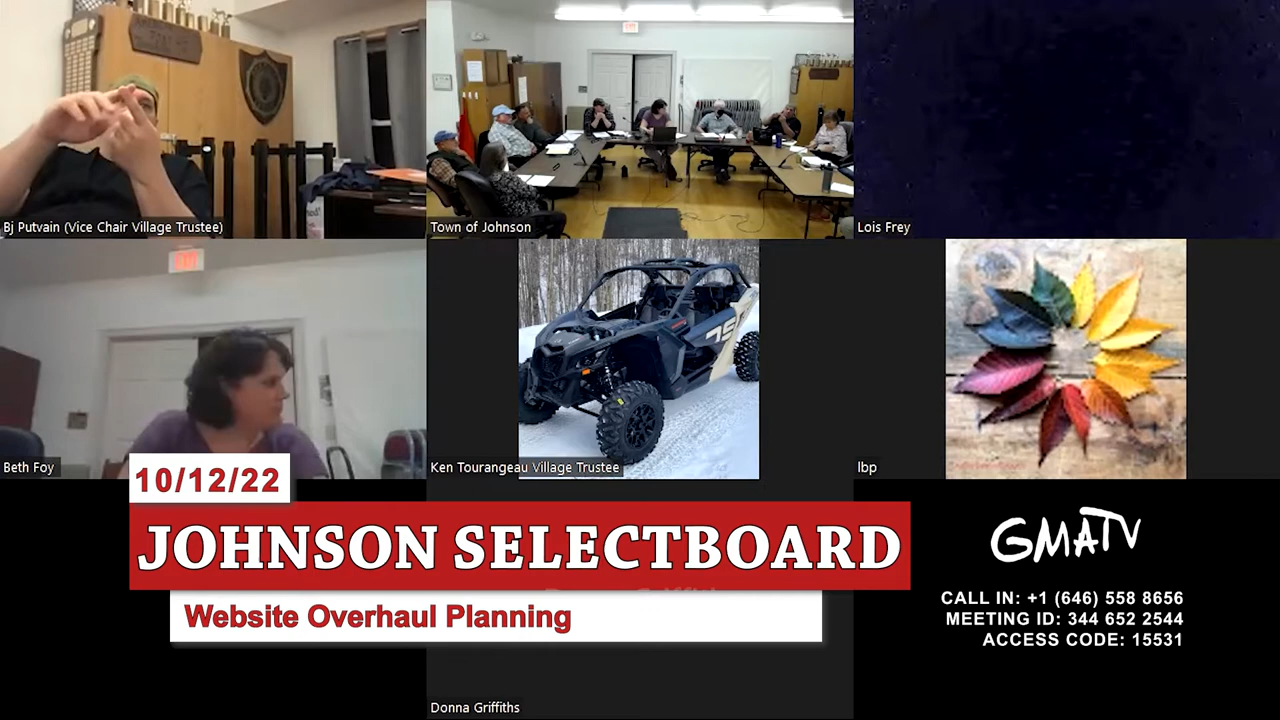 Bj Putvain (Vice Chair Village Trustee)
Town of Johnson
Lois Frey
Beth Foy
Ken Tourangeau Village Trustee
lbp
10/12/22
JOHNSON SELECTBOARD
Website Overhaul Planning
GMATV
CALL IN: +1 (646) 558 8656
MEETING ID: 344 652 2544
ACCESS CODE: 15531
Donna Griffiths